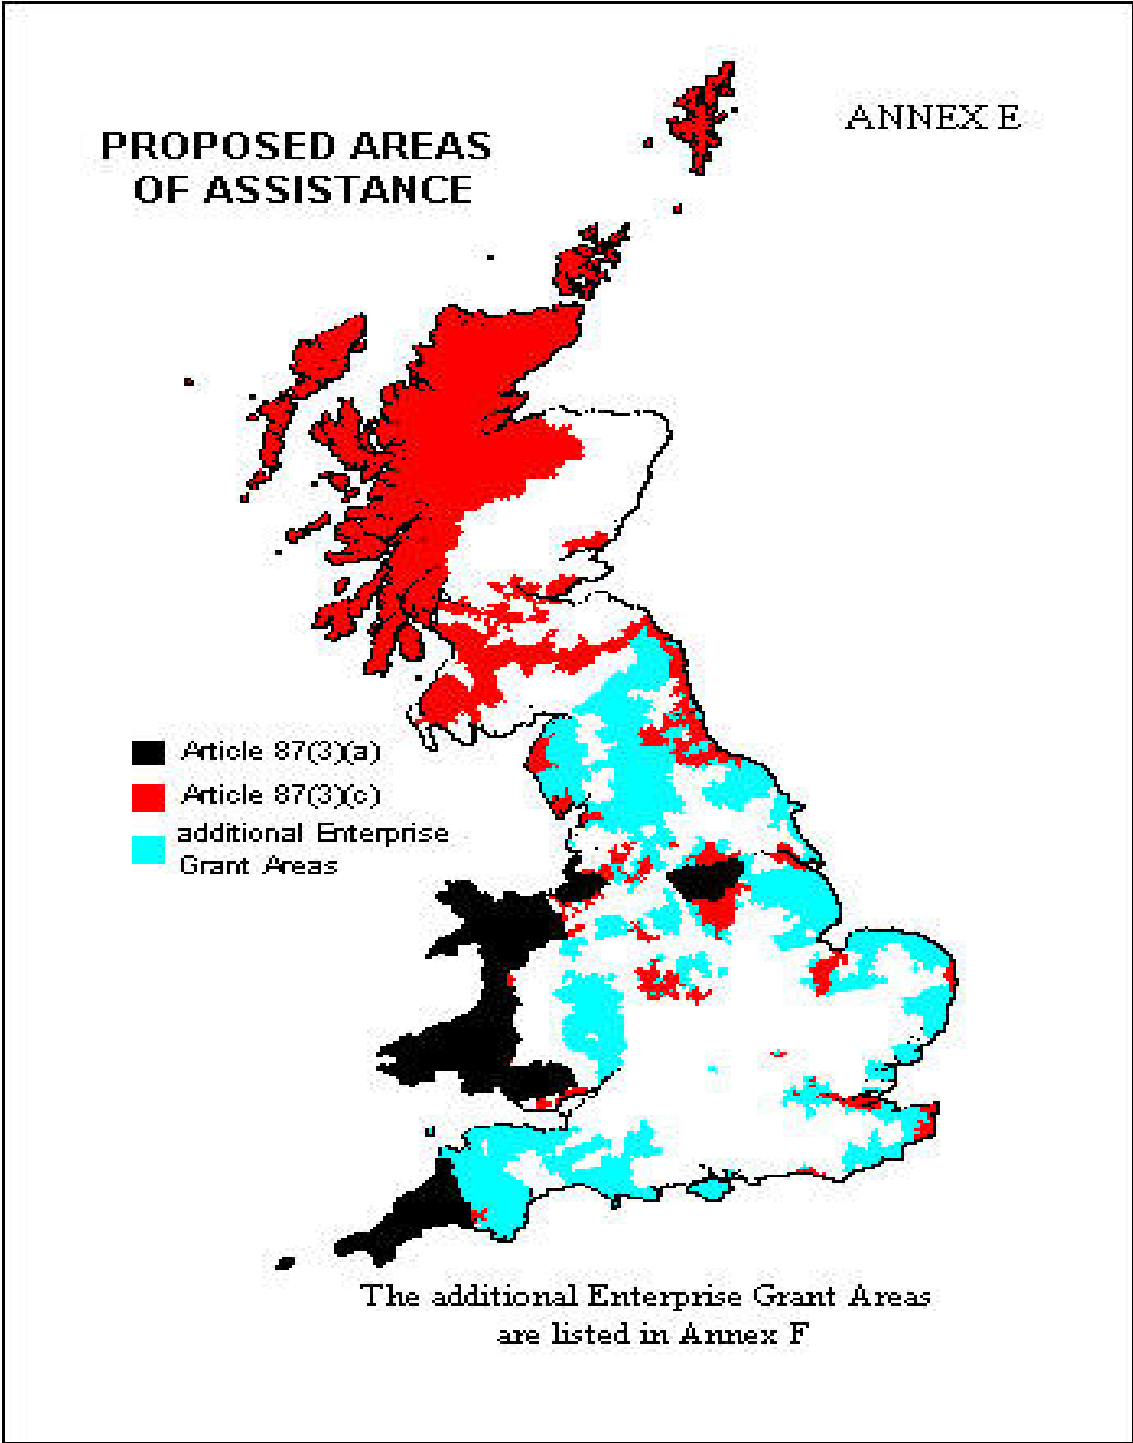 ANNEX E
PROPOSED AREAS
OF ASSISTANCE
Article 87(3)(a)
Article 87(3)(c)
additional Enterprise
Grant Areas
The additional Enterprise Grant Areas
are listed in Annex F